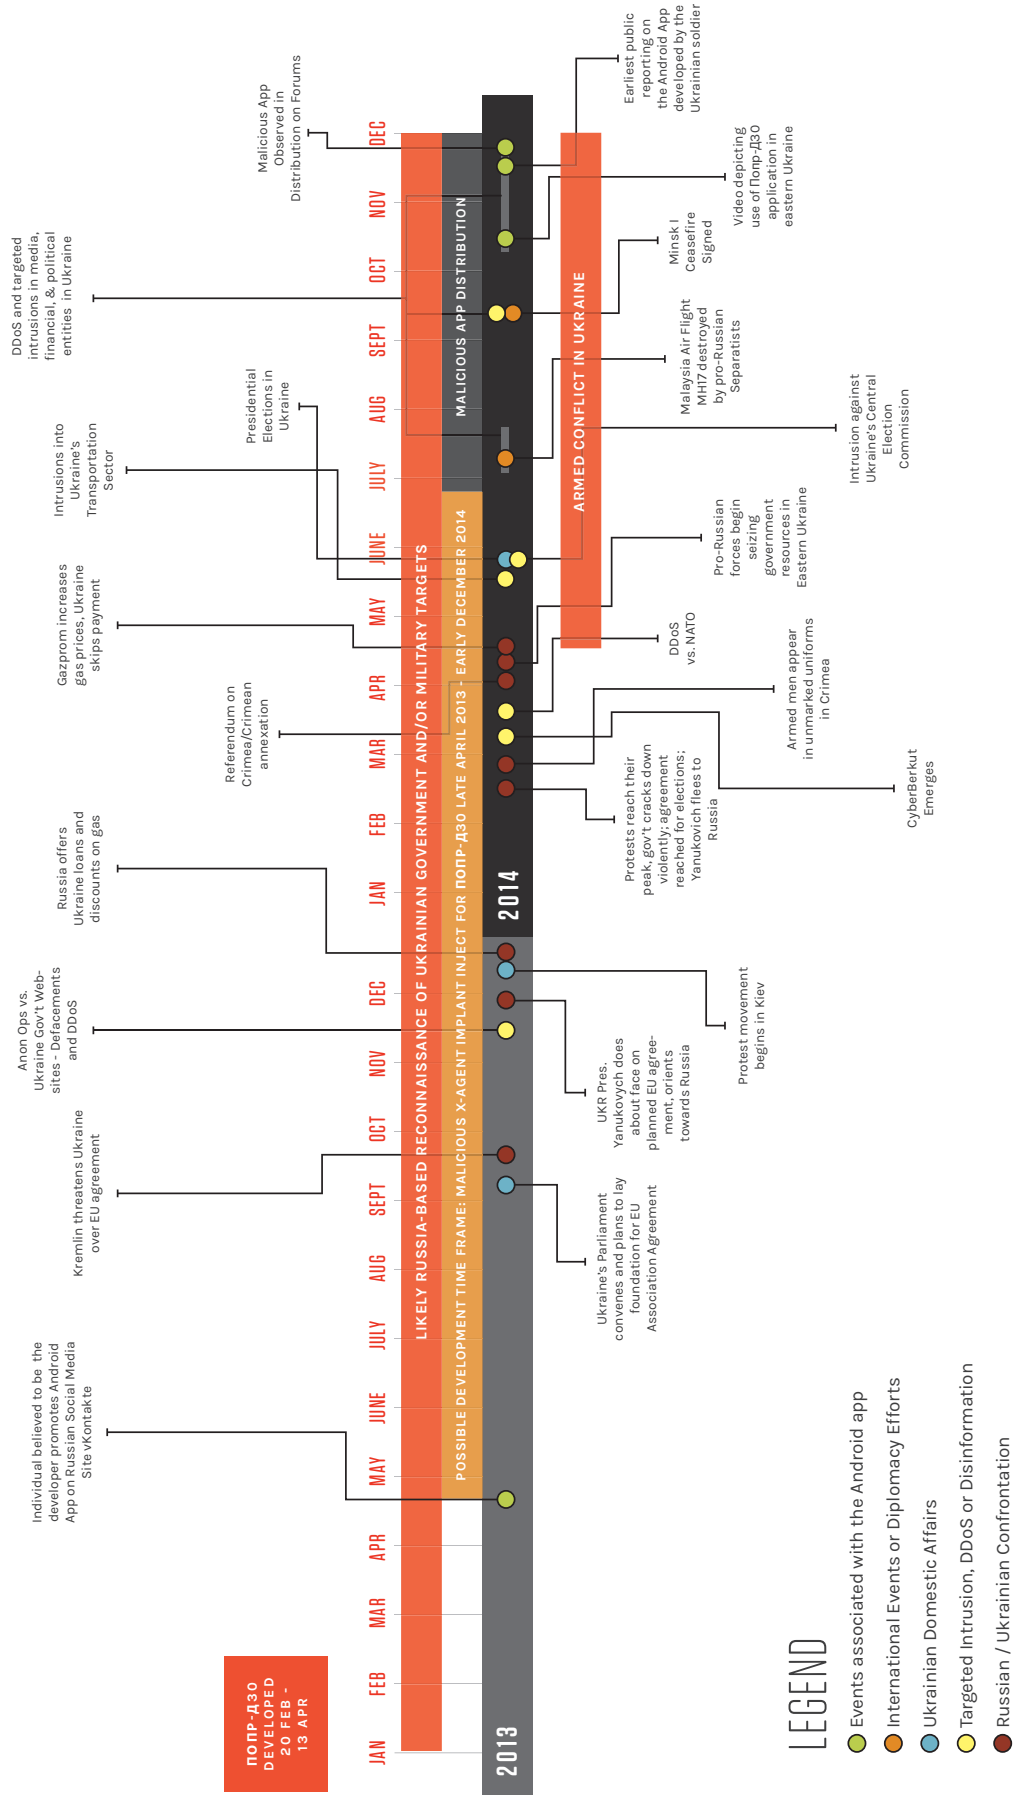 ПОПР-Д30
DEVELOPED
20 FEB -
13 APR
Individual believed to be the
developer promotes Android
App on Russian Social Media
Site vKontakte
Kremlin threatens Ukraine
over EU agreement
Anon Ops vs.
Ukraine Gov't Web-
sites - Defacements
and DDoS
Russia offers
Ukraine loans and
discounts on gas
Referendum on
Crimea/Crimean
annexation
Gazprom increases
gas prices, Ukraine
skips payment
Intrusions into
Ukraine's
Transportation
Sector
Presidential
Elections in
Ukraine
DDoS and targeted
intrusions in media,
financial, & political
entities in Ukraine
Malicious App
Observed in
Distribution on Forums
JAN
FEB
MAR
APR
MAY
JUNE
JULY
AUG
SEPT
OCT
NOV
DEC
JAN
FEB
MAR
APR
MAY
JUNE
JULY
AUG
SEPT
OCT
NOV
DEC
LIKELY RUSSIA-BASED RECONNAISSANCE OF UKRAINIAN GOVERNMENT AND/OR MILITARY TARGETS
POSSIBLE DEVELOPMENT TIME FRAME: MALICIOUS X-AGENT IMPLANT INJECT FOR ПОПР-Д30 LATE APRIL 2013 - EARLY DECEMBER 2014
MALICIOUS APP DISTRIBUTION
2013
2014
ARMED CONFLICT IN UKRAINE
Ukraine's Parliament
convenes and plans to lay
foundation for EU
Association Agreement
UKR Pres.
Yanukovych does
about face on
planned EU agree-
ment, orients
towards Russia
Protest movement
begins in Kiev
Protests reach their
peak, gov't cracks down
violently; agreement
reached for elections;
Yanukovich flees to
Russia
CyberBerkut
Emerges
Armed men appear
in unmarked uniforms
in Crimea
DDoS
vs. NATO
Pro-Russian
forces begin
seizing
government
resources in
Eastern Ukraine
Intrusion against
Ukraine's Central
Election
Commission
Malaysia Air Flight
MH17 destroyed
by pro-Russian
Separatists
Minsk I
Ceasefire
Signed
Video depicting
use of Попр-Д30
application in
eastern Ukraine
Earliest public
reporting on
the Android App
developed by the
Ukrainian soldier
LEGEND
Events associated with the Android app
International Events or Diplomacy Efforts
Ukrainian Domestic Affairs
Targeted Intrusion, DDoS or Disinformation
Russian / Ukrainian Confrontation